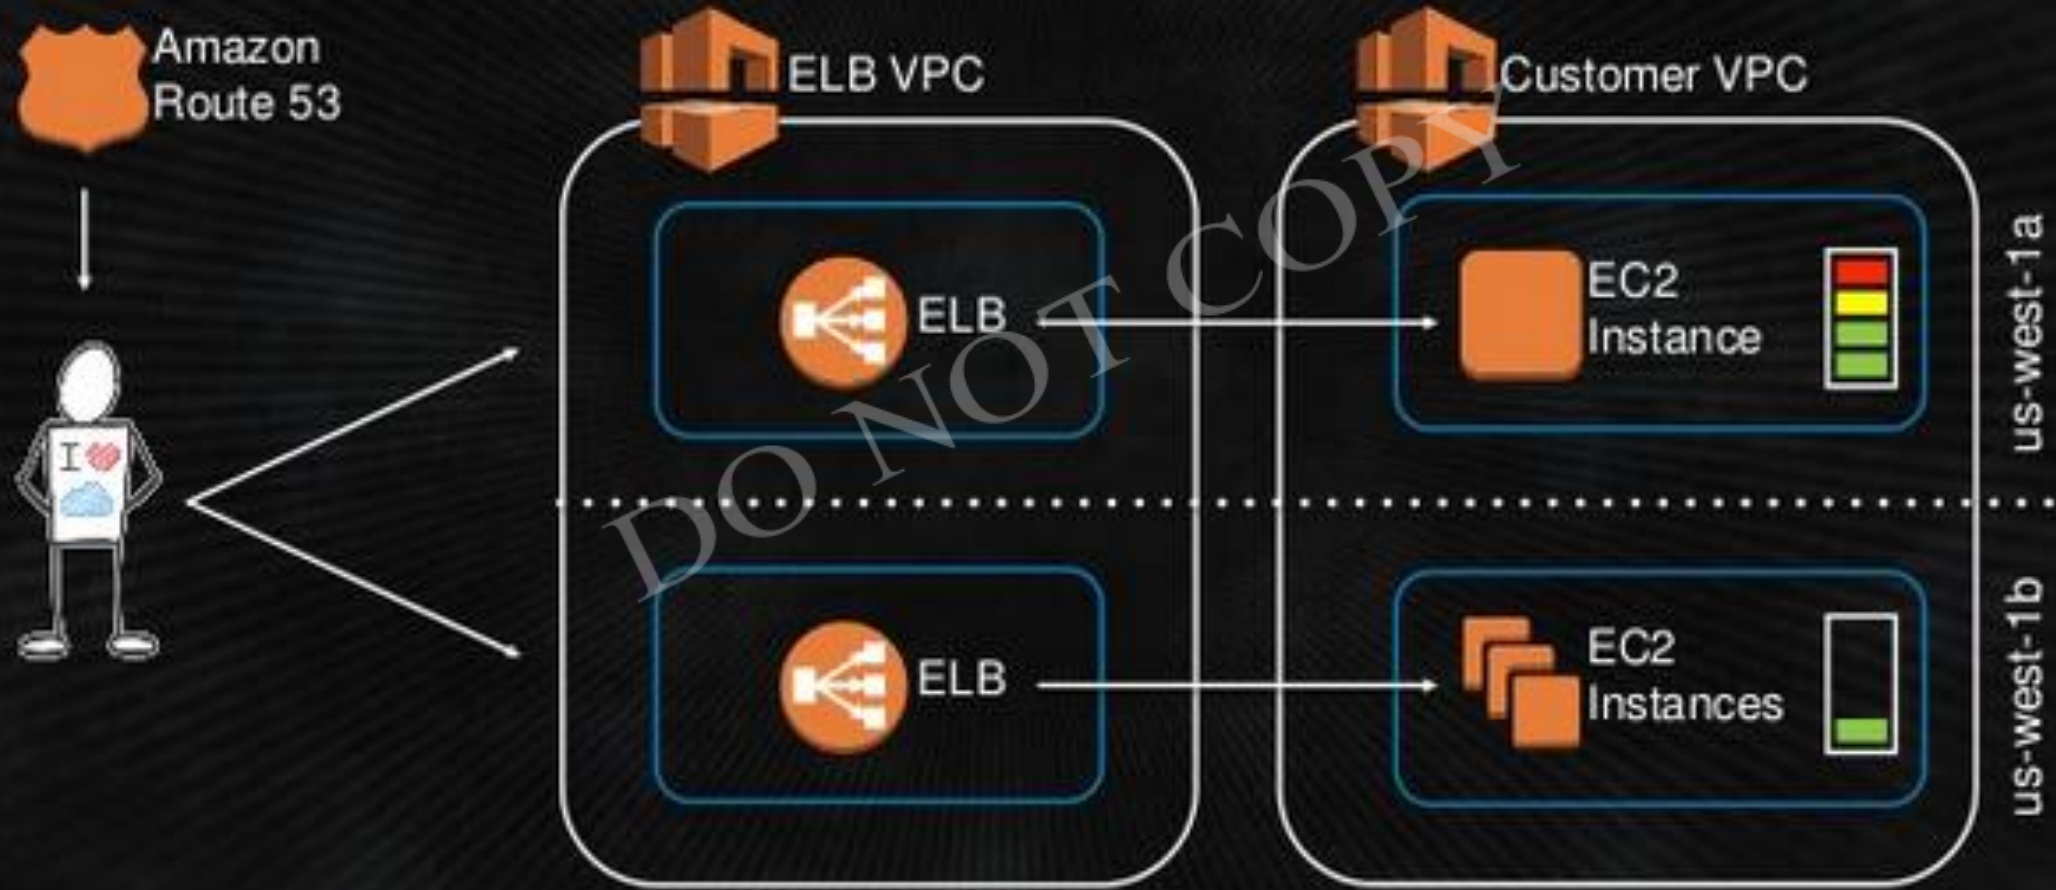 Amazon
Route 53
ELB VPC
Customer VPC
ELB
EC2
Instance
us-west-1a
I
DO NOT COPY
ELB
EC2
Instances
us-west-1b